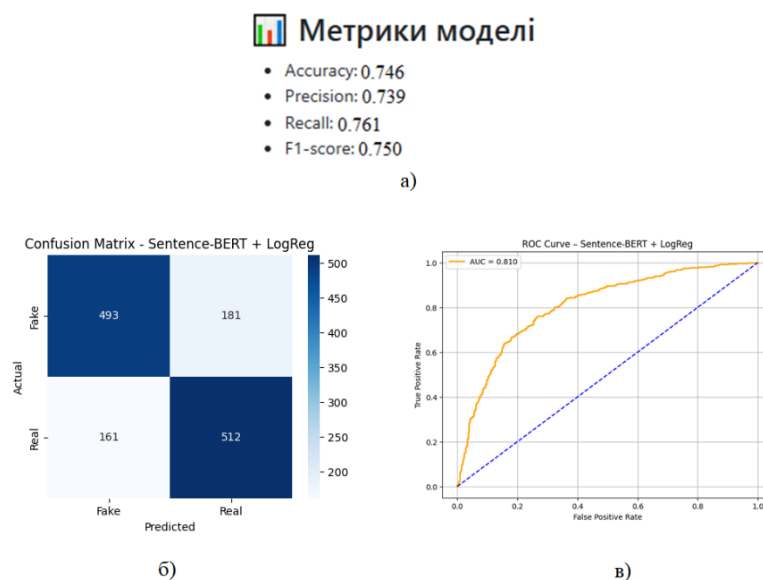 📊 Метрики моделі
• Accuracy: 0.746
• Precision: 0.739
• Recall: 0.761
• F1-score: 0.750
а)
Confusion Matrix - Sentence-BERT + LogReg
Actual
Fake
Real
493
181
161
512
Fake
Real
Predicted
500
450
400
350
300
250
200
б)
ROC Curve – Sentence-BERT + LogReg
AUC = 0.810
True Positive Rate
1.0
0.8
0.6
0.4
0.2
0.0
0.0
0.2
0.4
0.6
0.8
1.0
False Positive Rate
в)